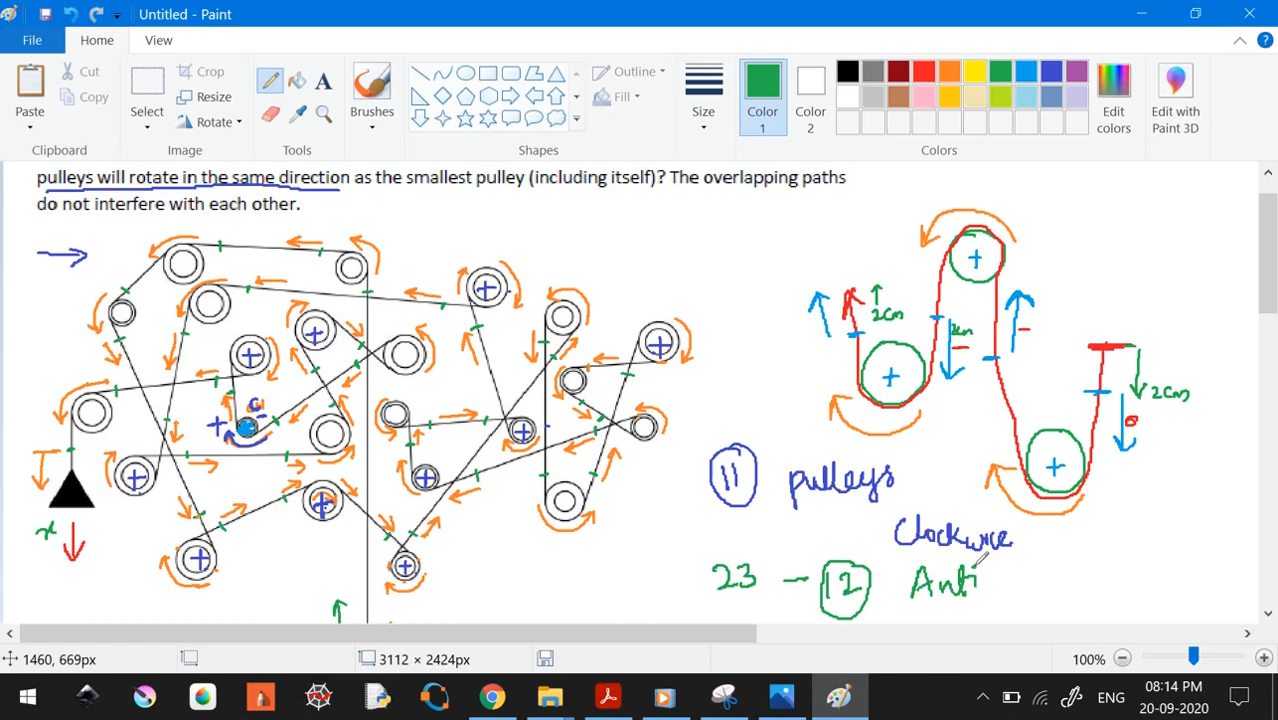 Untitled - Paint
File
Home
View
Paste
Cut
Copy
Clipboard
Select
Crop
Resize
Rotate
Image
Tools
Brushes
Outline
Fill
Shapes
Size
Color 1
Color 2
Edit colors
Edit with Paint 3D
Colors
pulleys will rotate in the same direction as the smallest pulley (including itself)? The overlapping paths
do not interfere with each other.
2cm
2cm
2cm
11 pulleys
Clockwise
23 - 12 Anti
x
1460, 669px
3112 × 2424px
100%
ENG
08:14 PM
20-09-2020